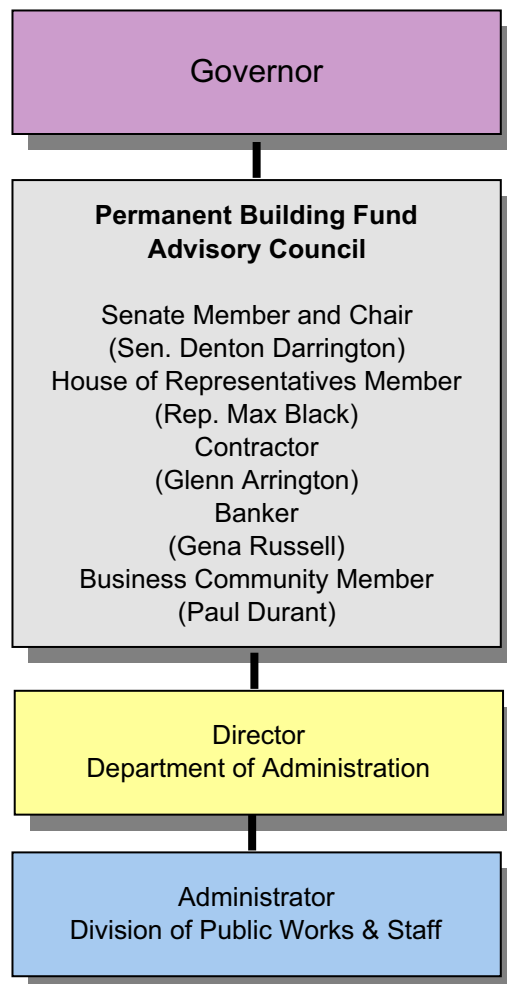 Governor
Permanent Building Fund
Advisory Council
Senate Member and Chair
(Sen. Denton Darrington)
House of Representatives Member
(Rep. Max Black)
Contractor
(Glenn Arrington)
Banker
(Gena Russell)
Business Community Member
(Paul Durant)
Director
Department of Administration
Administrator
Division of Public Works & Staff